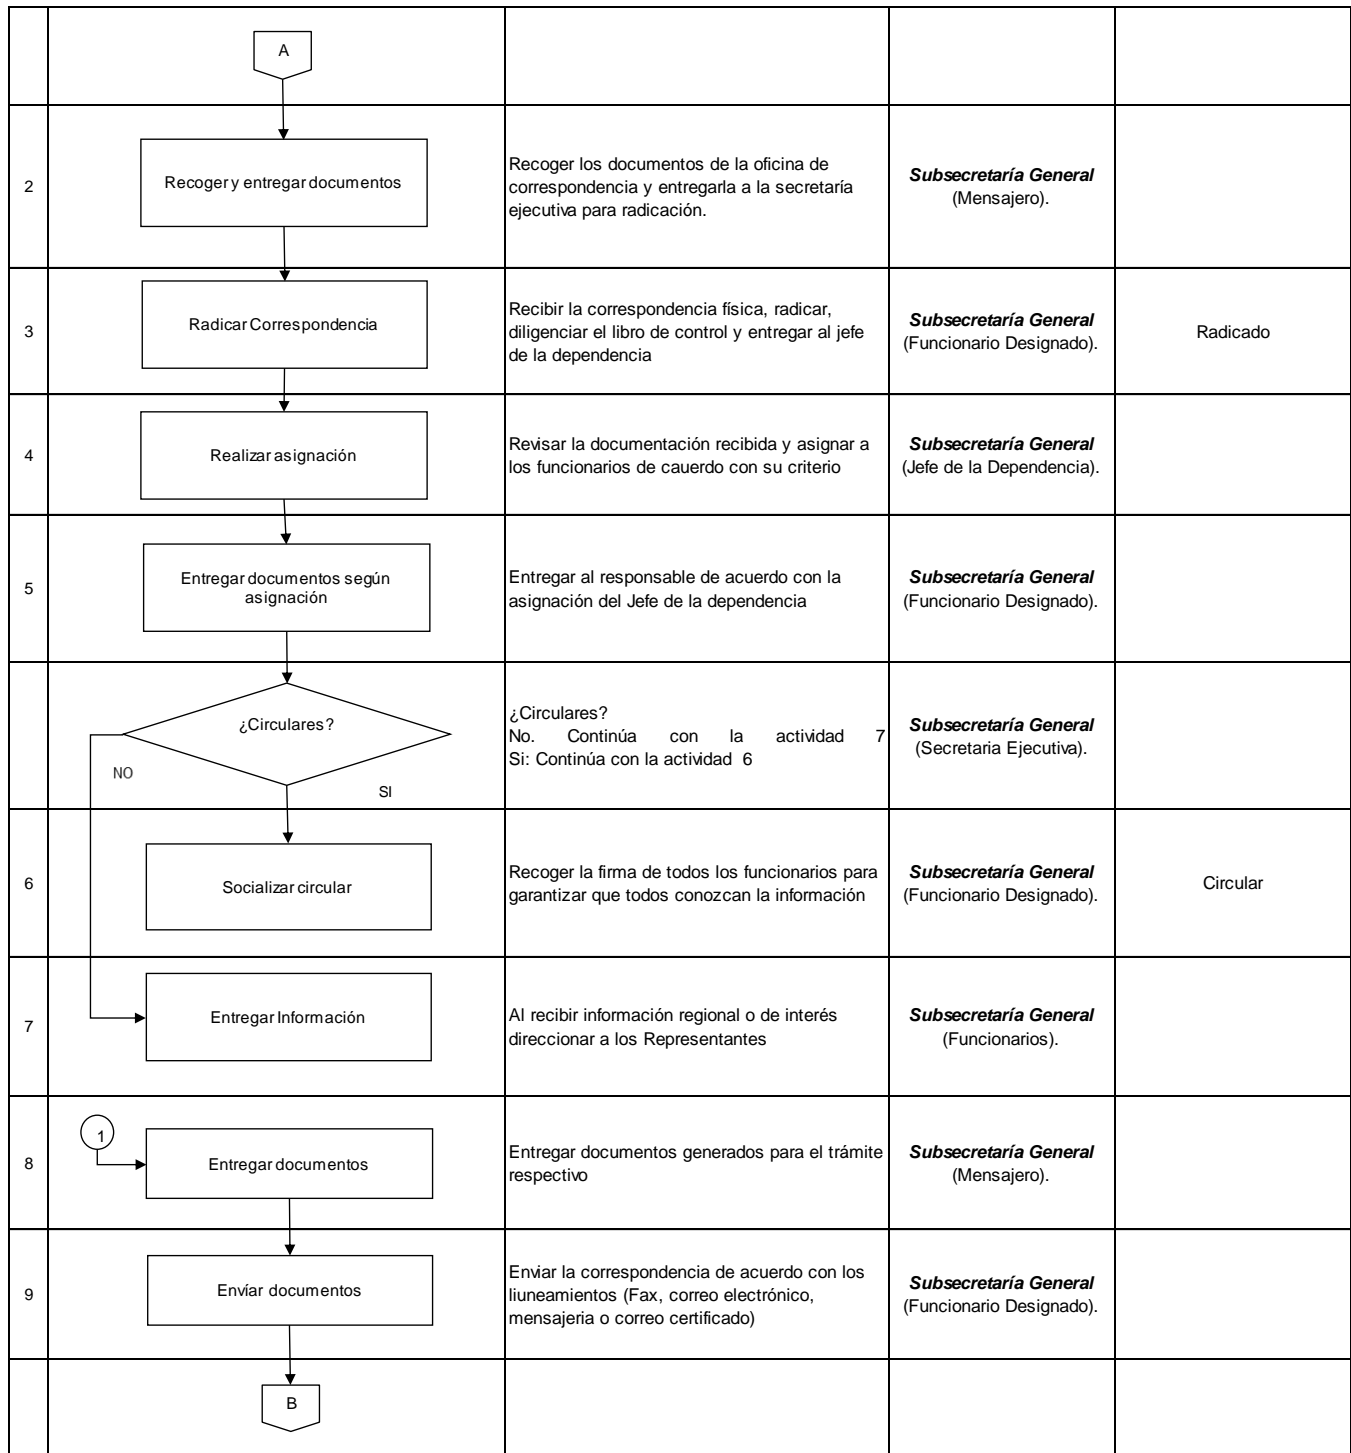 A
2
Recoger y entregar documentos
Recoger los documentos de la oficina de
correspondencia y entregarla a la secretaría
ejecutiva para radicación.
Subsecretaría General
(Mensajero).
3
Radicar Correspondencia
Recibir la correspondencia física, radicar,
diligenciar el libro de control y entregar al jefe
de la dependencia
Subsecretaría General
(Funcionario Designado).
Radicado
4
Realizar asignación
Revisar la documentación recibida y asignar a
los funcionarios de cauerdo con su criterio
Subsecretaría General
(Jefe de la Dependencia).
5
Entregar documentos según
asignación
Entregar al responsable de acuerdo con la
asignación del Jefe de la dependencia
Subsecretaría General
(Funcionario Designado).
¿Circulares?
NO
SI
¿Circulares?
No. Continúa con la actividad 7
Si: Continúa con la actividad 6
Subsecretaría General
(Secretaria Ejecutiva).
6
Socializar circular
Recoger la firma de todos los funcionarios para
garantizar que todos conozcan la información
Subsecretaría General
(Funcionario Designado).
Circular
7
Entregar Información
Al recibir información regional o de interés
direccionar a los Representantes
Subsecretaría General
(Funcionarios).
8
1
Entregar documentos
Entregar documentos generados para el trámite
respectivo
Subsecretaría General
(Mensajero).
9
Envíar documentos
Enviar la correspondencia de acuerdo con los
liuneamientos (Fax, correo electrónico,
mensajeria o correo certificado)
Subsecretaría General
(Funcionario Designado).
B